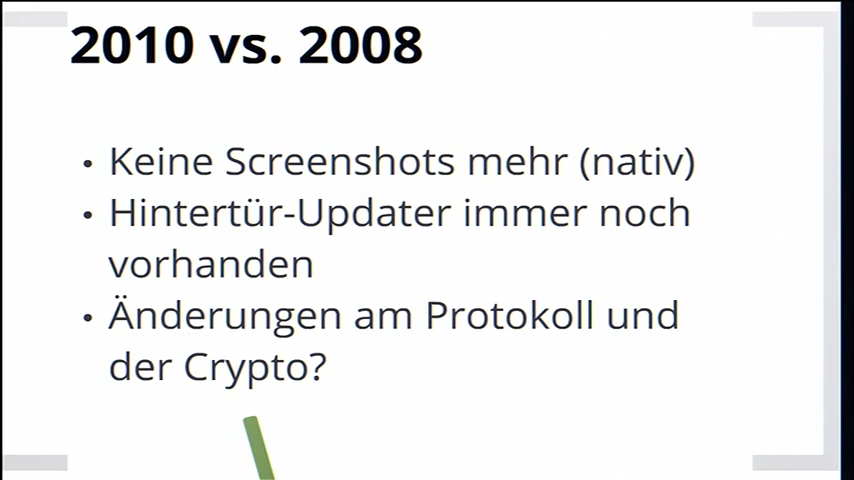 2010 vs. 2008
• Keine Screenshots mehr (nativ)
• Hintertür-Updater immer noch
vorhanden
• Änderungen am Protokoll und
der Crypto?